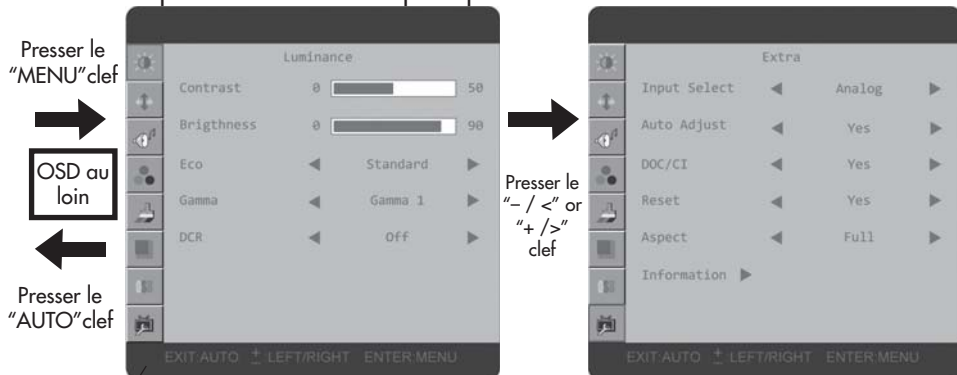 Presser le
“MENU”clef
OSD au
loin
Presser le
“AUTO”clef
Luminance
Contrast 0 50
Brigthness 0 90
Eco Standard
Gamma Gamma 1
DCR Off
EXIT:AUTO ± LEFT/RIGHT ENTER:MENU
Presser le
“– / <” or
“+ />”
clef
Extra
Input Select Analog
Auto Adjust Yes
DOC/CI Yes
Reset Yes
Aspect Full
Information
EXIT:AUTO ± LEFT/RIGHT ENTER:MENU